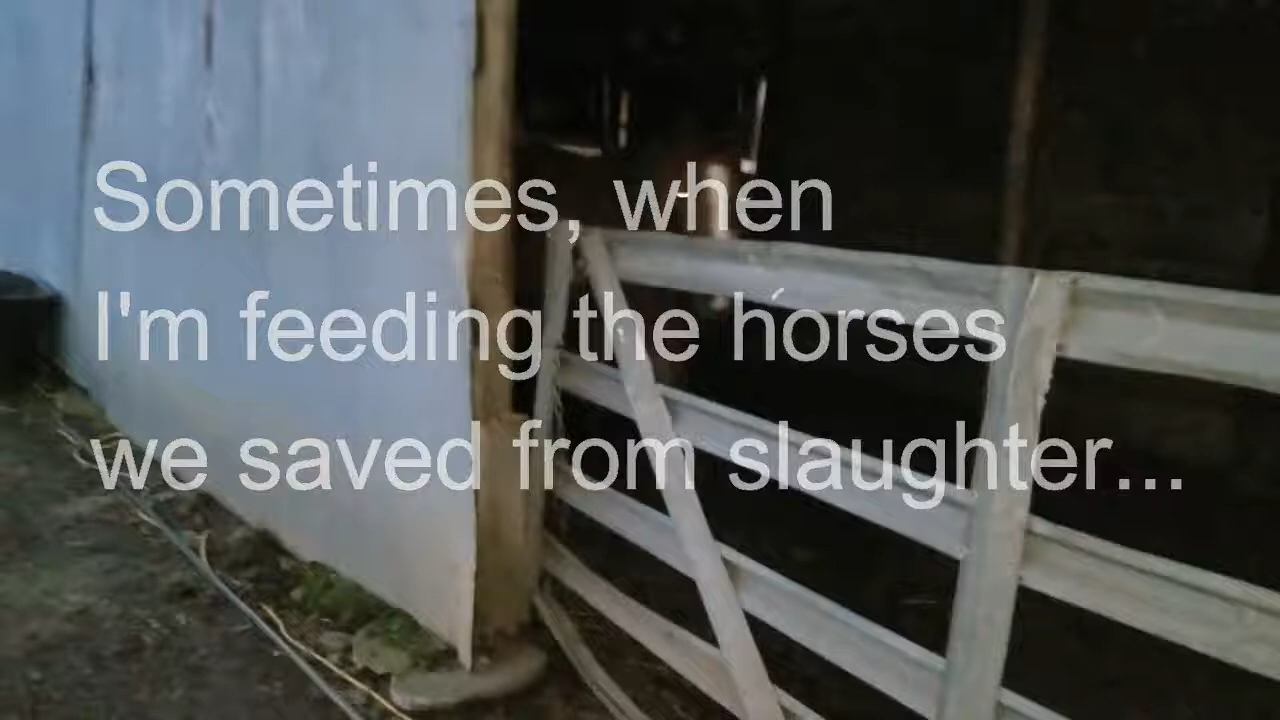 Sometimes, when
I'm feeding the horses
we saved from slaughter...